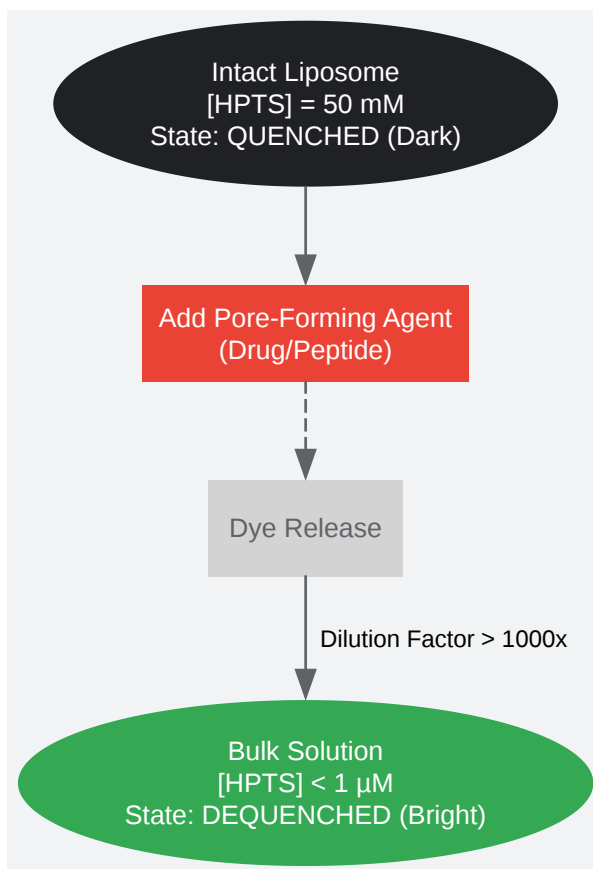 Intact Liposome
[HPTS] = 50 mM
State: QUENCHED (Dark)
Add Pore-Forming Agent
(Drug/Peptide)
Dye Release
Dilution Factor > 1000x
Bulk Solution
[HPTS] < 1 µM
State: DEQUENCHED (Bright)